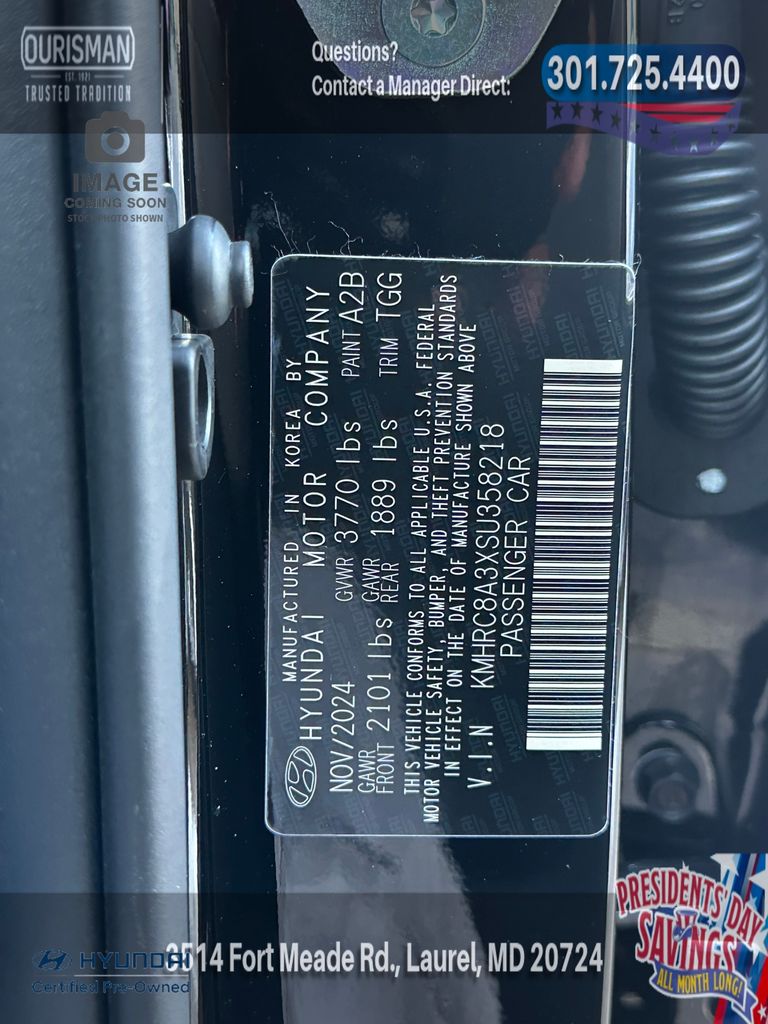 OURISMAN
EST. 1921
TRUSTED TRADITION
Questions?
Contact a Manager Direct:
301.725.4400
IMAGE
COMING SOON
STOCK PHOTO SHOWN
MANUFACTURED IN KOREA BY
HYUNDAI MOTOR COMPANY
NOV/2024 GVWR 3770 lbs PAINT A2B
GAWR FRONT 2101 lbs GAWR REAR 1889 lbs TRIM TGG
THIS VEHICLE CONFORMS TO ALL APPLICABLE U.S.A. FEDERAL
MOTOR VEHICLE SAFETY, BUMPER, AND THEFT PREVENTION STANDARDS
IN EFFECT ON THE DATE OF MANUFACTURE SHOWN ABOVE
V.I.N KMHRC8A3XSU358218
PASSENGER CAR
HYUNDAI
Certified Pre-Owned
3514 Fort Meade Rd., Laurel, MD 20724
PRESIDENTS' DAY
SAVINGS
ALL MONTH LONG!